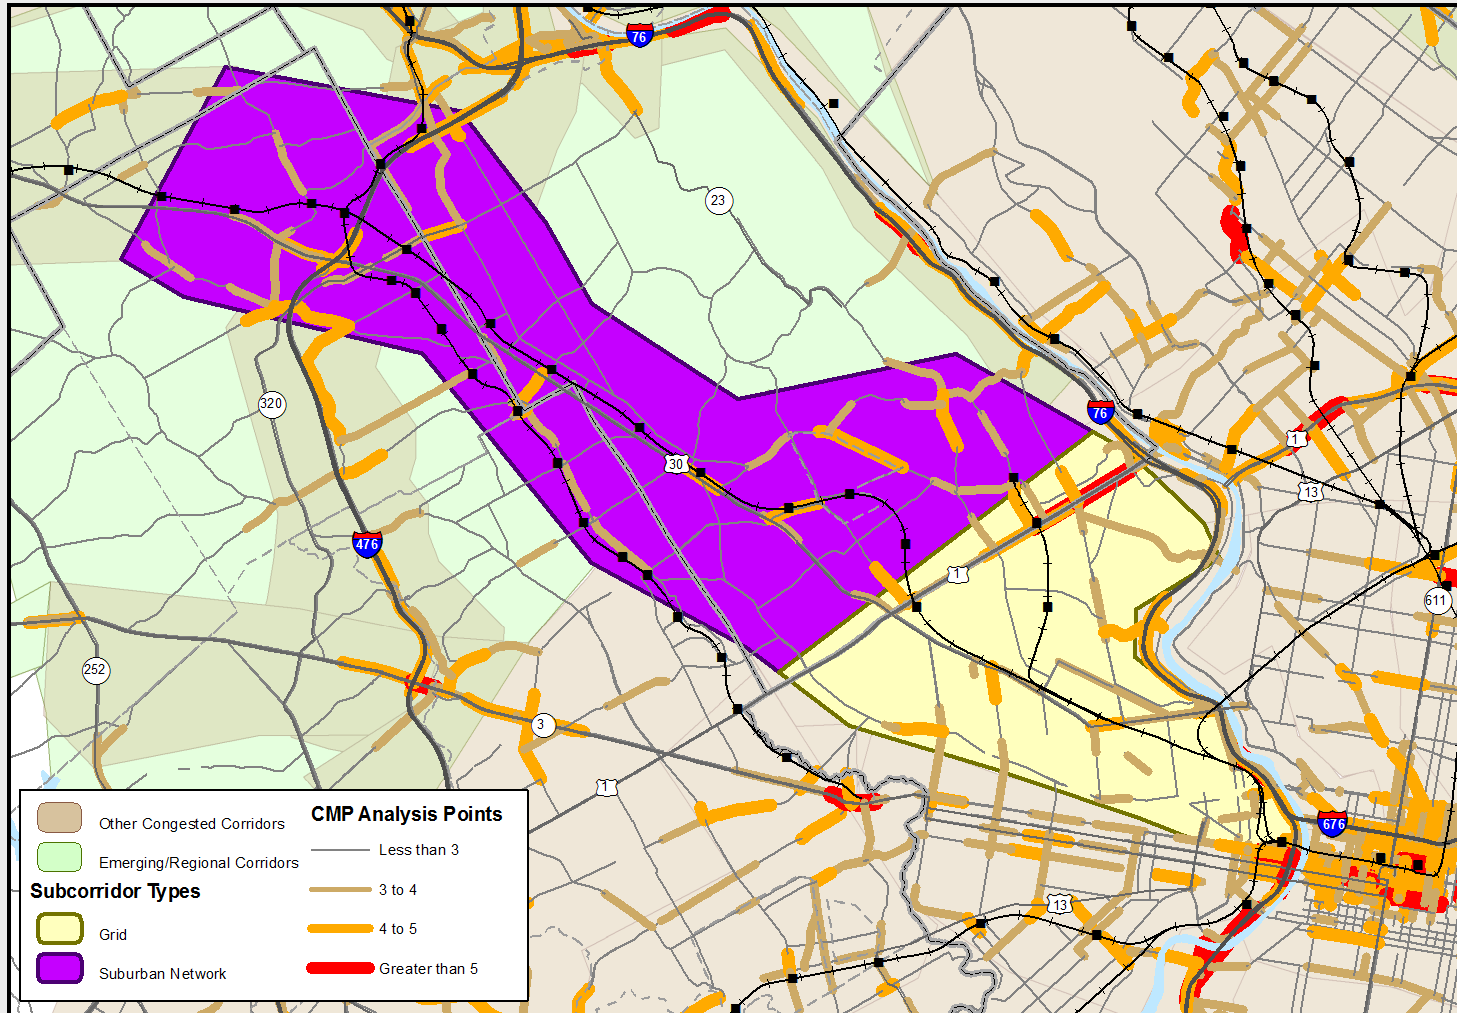 76
23
320
30
76
1
13
476
1
611
252
3
1
676
13
Other Congested Corridors
Emerging/Regional Corridors
Subcorridor Types
Grid
Suburban Network
CMP Analysis Points
Less than 3
3 to 4
4 to 5
Greater than 5